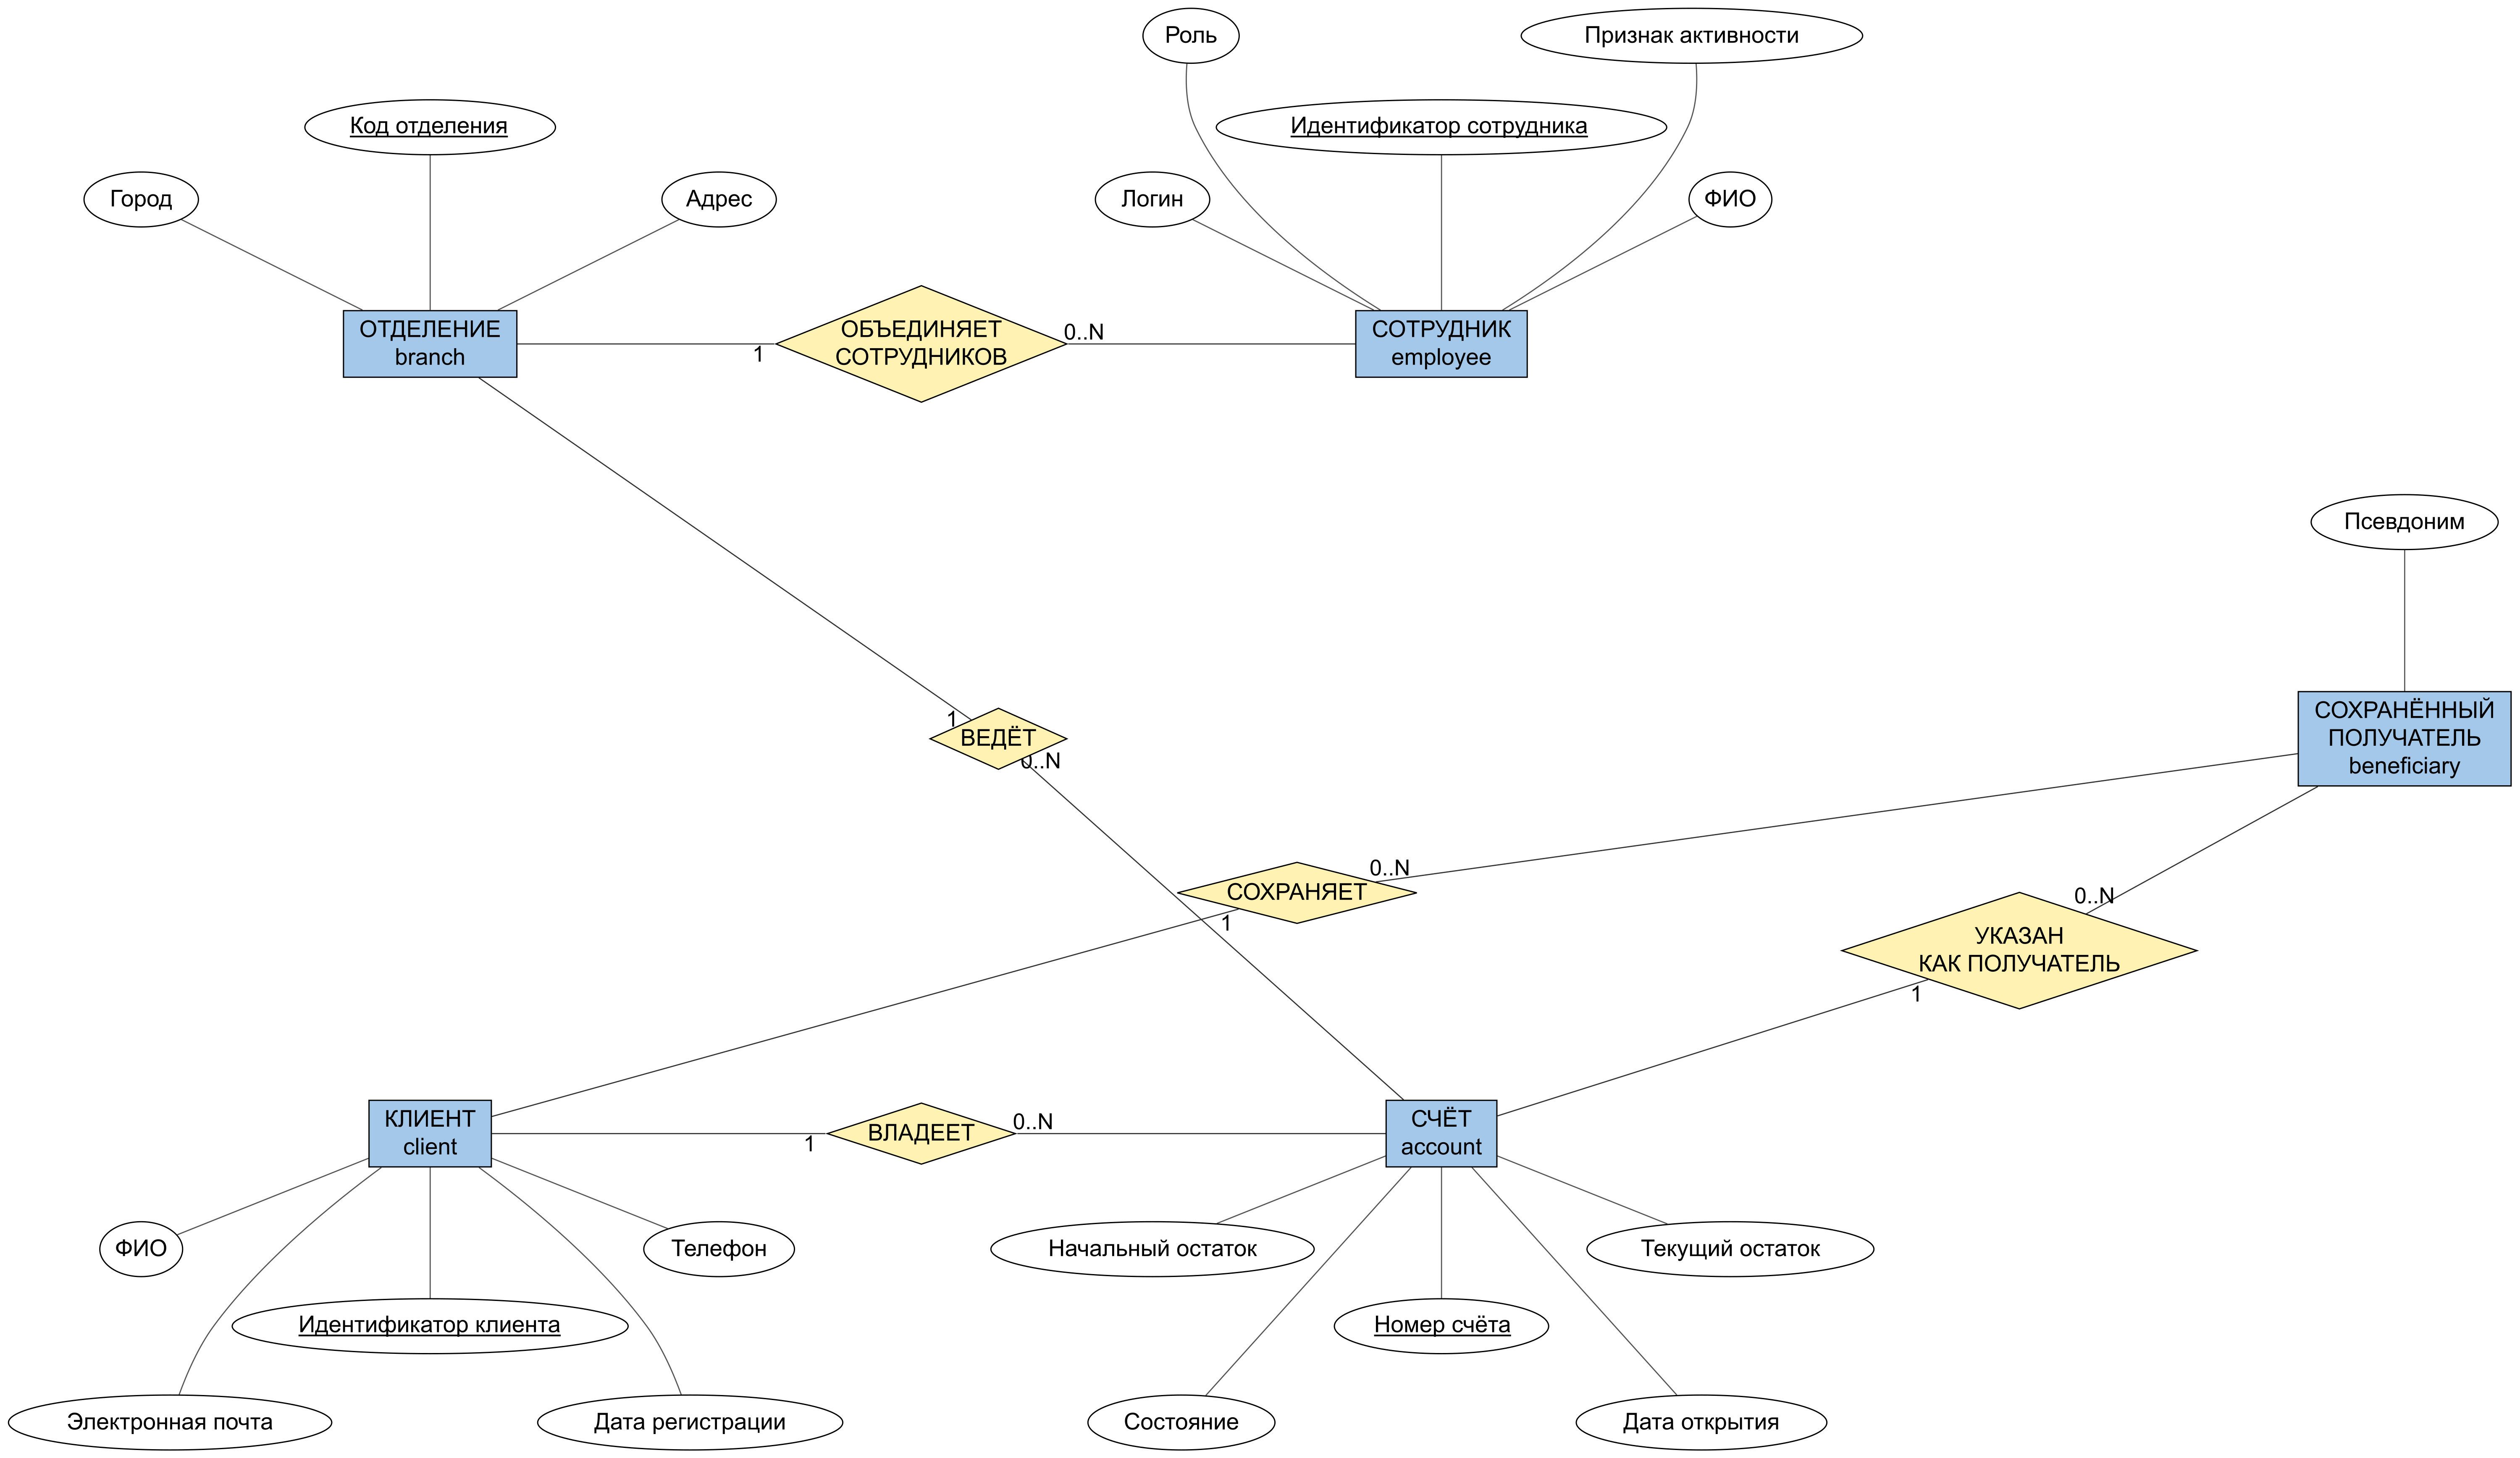 Роль
Признак активности
Код отделения
Идентификатор сотрудника
Город
Адрес
Логин
ФИО
ОТДЕЛЕНИЕ
branch
1
ОБЪЕДИНЯЕТ
СОТРУДНИКОВ
0..N
СОТРУДНИК
employee
Псевдоним
1
ВЕДЁТ
0..N
СОХРАНЁННЫЙ
ПОЛУЧАТЕЛЬ
beneficiary
0..N
СОХРАНЯЕТ
1
0..N
УКАЗАН
КАК ПОЛУЧАТЕЛЬ
1
КЛИЕНТ
client
1
ВЛАДЕЕТ
0..N
СЧЁТ
account
ФИО
Телефон
Начальный остаток
Текущий остаток
Идентификатор клиента
Номер счёта
Электронная почта
Дата регистрации
Состояние
Дата открытия